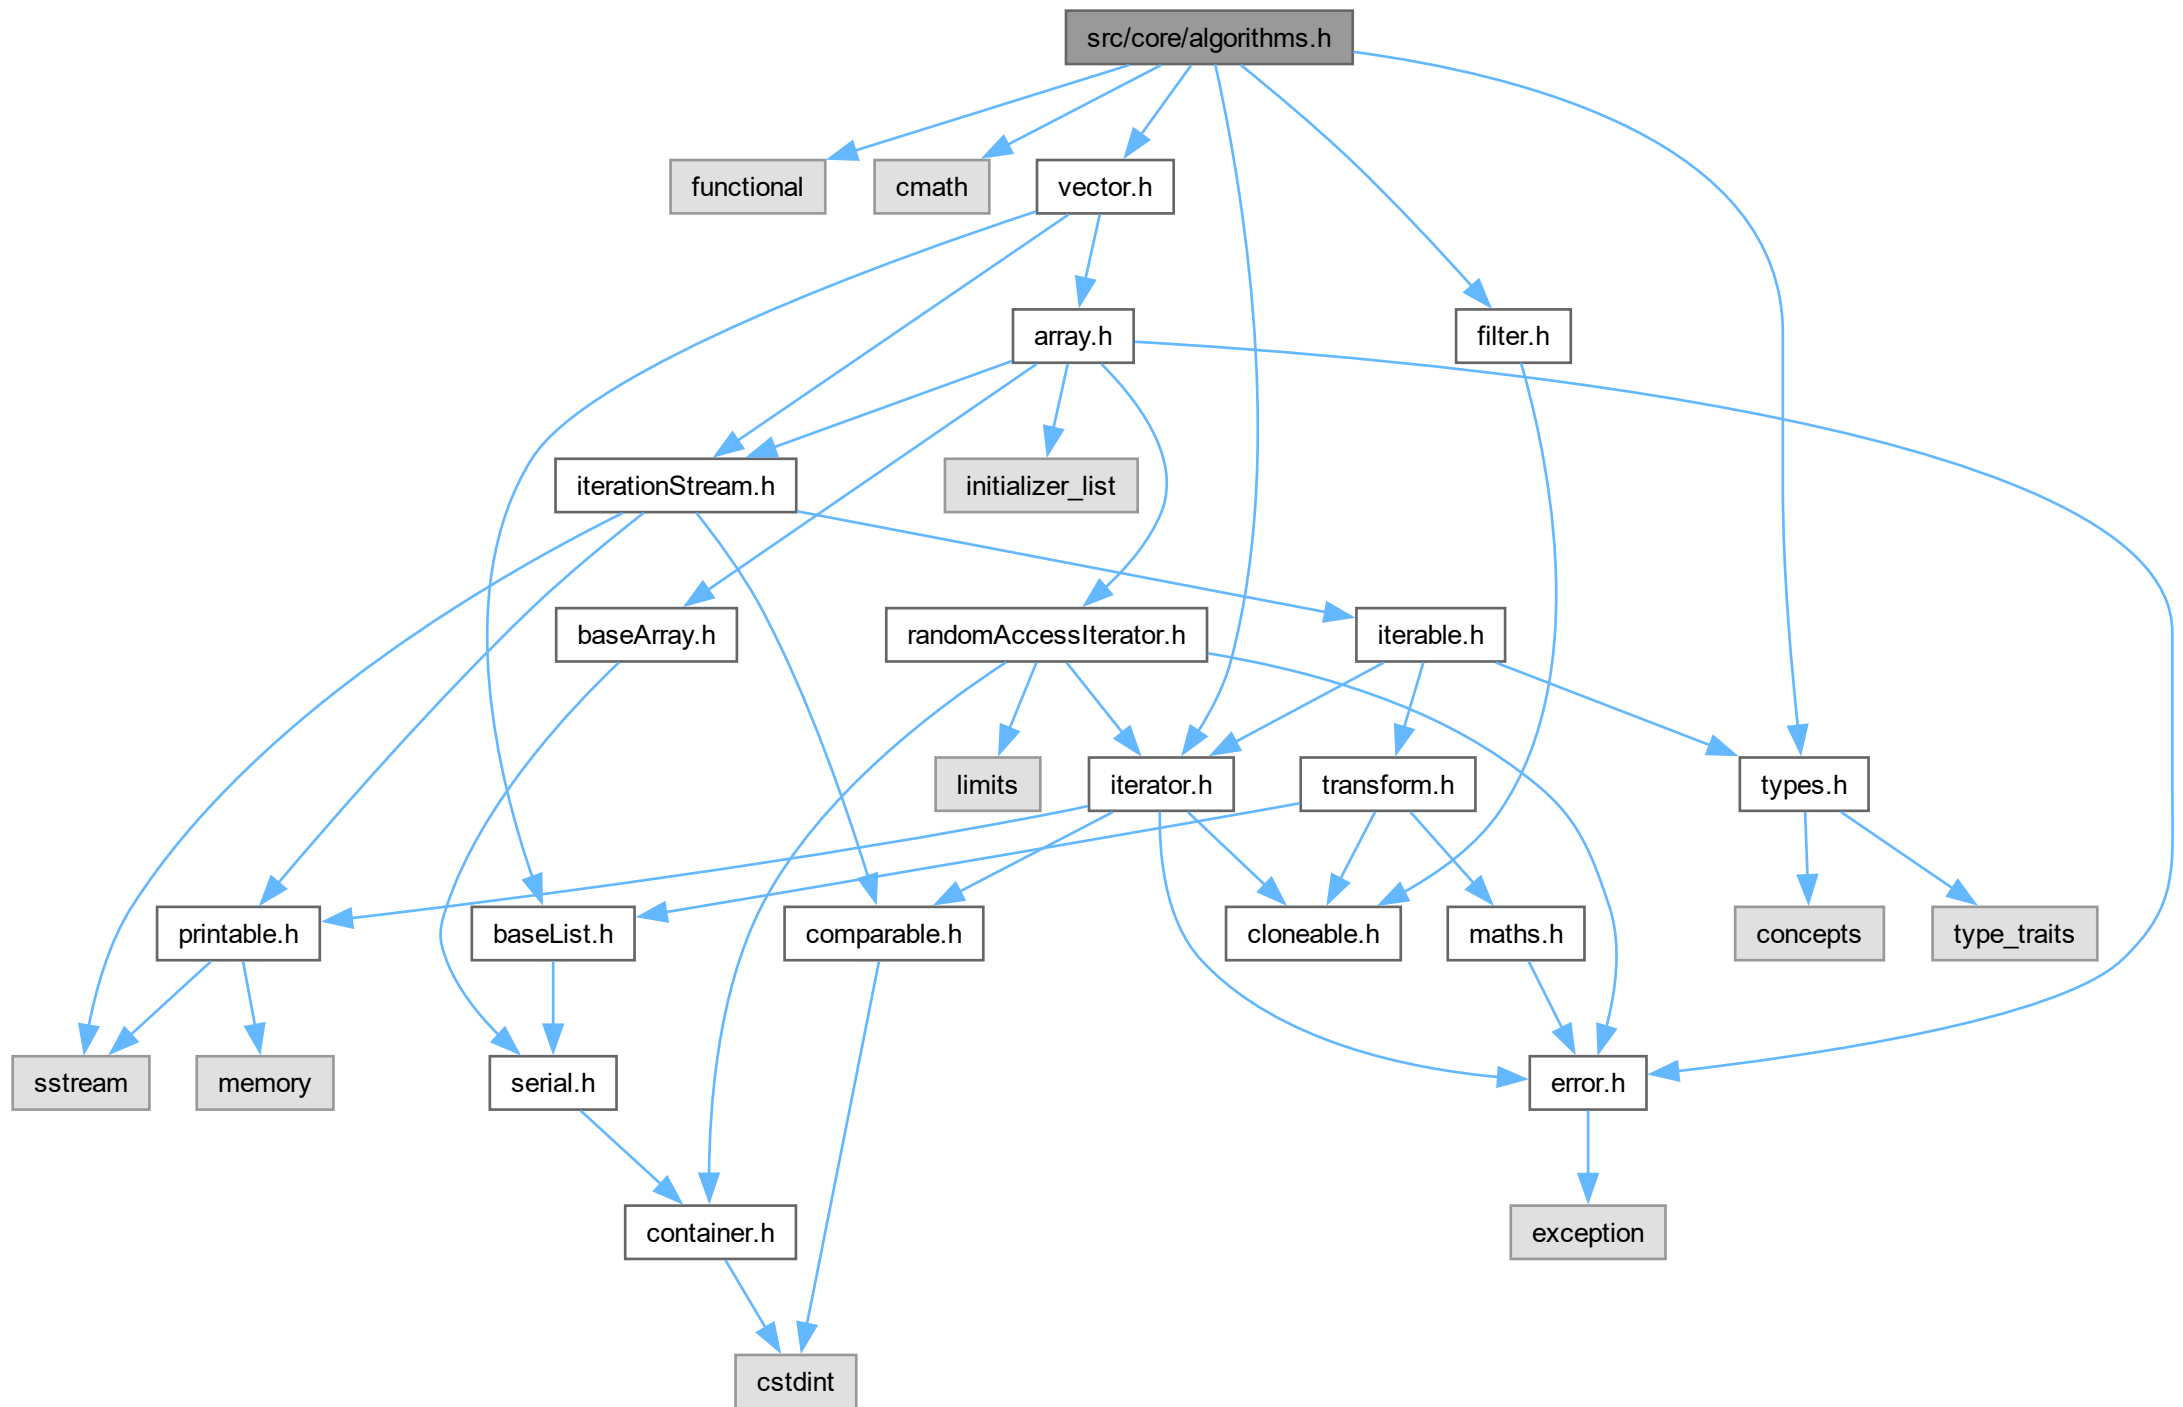 src/core/algorithms.h
functional
cmath
vector.h
array.h
filter.h
iterationStream.h
initializer_list
baseArray.h
randomAccessIterator.h
iterable.h
limits
iterator.h
transform.h
types.h
printable.h
baseList.h
comparable.h
cloneable.h
maths.h
concepts
type_traits
sstream
memory
serial.h
error.h
container.h
exception
cstdint